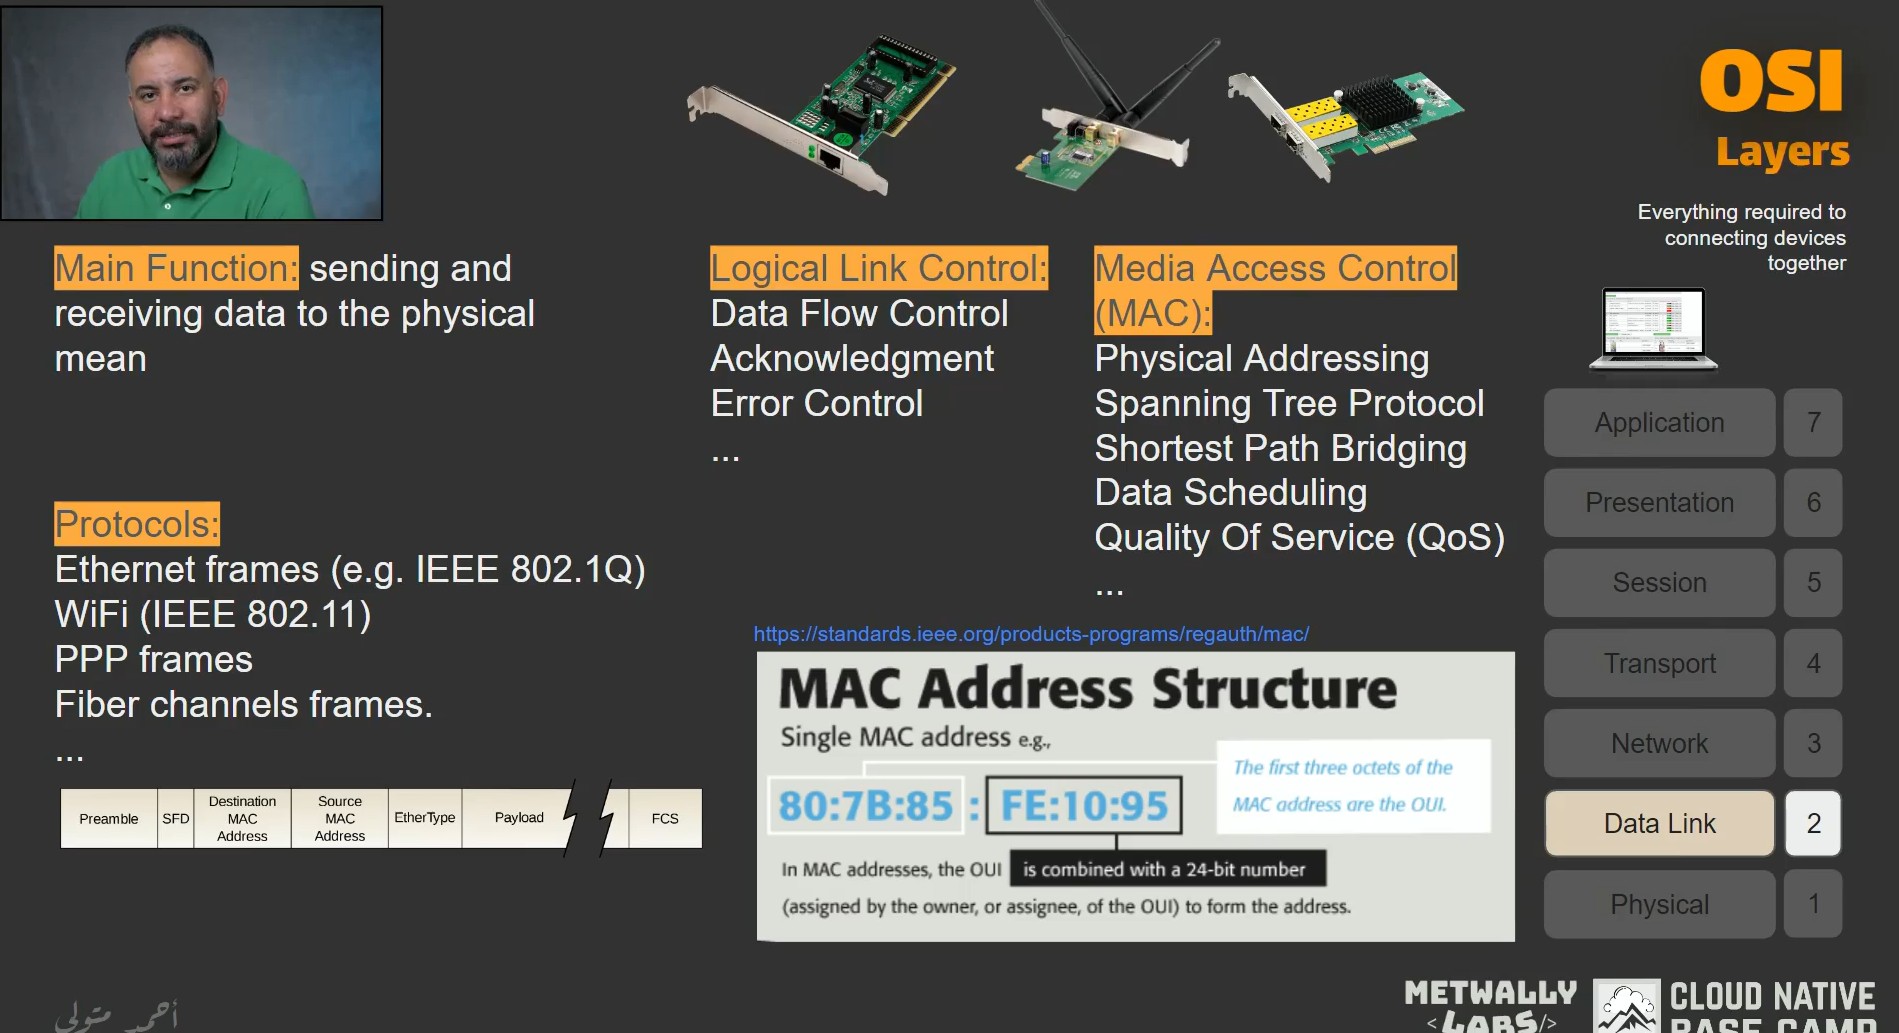 OSI
Layers
Everything required to
connecting devices
together
Main Function: sending and
receiving data to the physical
mean
Logical Link Control:
Data Flow Control
Acknowledgment
Error Control
...
Media Access Control
(MAC):
Physical Addressing
Spanning Tree Protocol
Shortest Path Bridging
Data Scheduling
Quality Of Service (QoS)
...
Protocols:
Ethernet frames (e.g. IEEE 802.1Q)
WiFi (IEEE 802.11)
PPP frames
Fiber channels frames.
...
Preamble
SFD
Destination
MAC
Address
Source
MAC
Address
EtherType
Payload
FCS
https://standards.ieee.org/products-programs/regauth/mac/
MAC Address Structure
Single MAC address e.g.,
80:7B:85 : FE:10:95
The first three octets of the
MAC address are the OUI.
In MAC addresses, the OUI is combined with a 24-bit number
(assigned by the owner, or assignee, of the OUI) to form the address.
Application 7
Presentation 6
Session 5
Transport 4
Network 3
Data Link 2
Physical 1
أحمد متولي
METWALLY
<LABS/>
CLOUD NATIVE
BASE CAMP